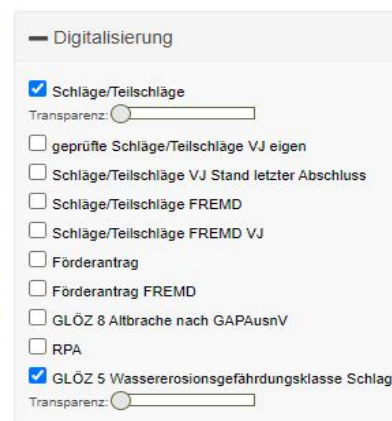 Digitalisierung
Schläge/Teilschläge
Transparenz:
geprüfte Schläge/Teilschläge VJ eigen
Schläge/Teilschläge VJ Stand letzter Abschluss
Schläge/Teilschläge FREMD
Schläge/Teilschläge FREMD VJ
Förderantrag
Förderantrag FREMD
GLÖZ 8 Altbrache nach GAPAusnV
RPA
GLÖZ 5 Wassererosionsgefährdungsklasse Schlag
Transparenz: